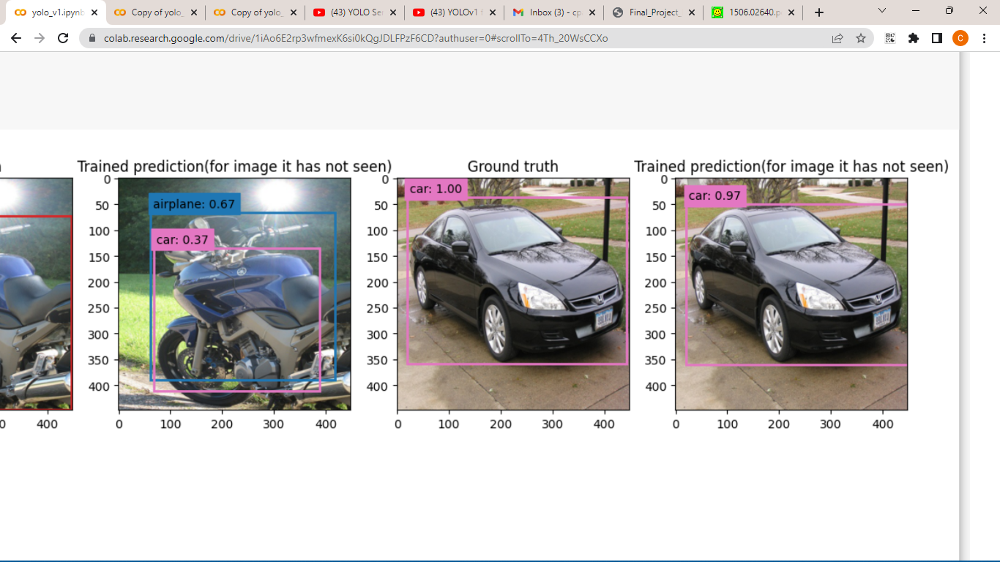 yolo_v1.ipynb
Copy of yolo_
Copy of yolo_
(43) YOLO Ser
(43) YOLOv1 f
Inbox (3) - cp
Final_Project_
1506.02640.p
colab.research.google.com/drive/1iAo6E2rp3wfmexK6si0kQgJDLFPzF6CD?authuser=0#scrollTo=4Th_20WsCCXo
C
Trained prediction(for image it has not seen)
Ground truth
Trained prediction(for image it has not seen)
0
50
100
150
200
250
300
350
400
airplane: 0.67
car: 0.37
0
50
100
150
200
250
300
350
400
car: 1.00
0
50
100
150
200
250
300
350
400
car: 0.97
0 400
0 100 200 300 400
0 100 200 300 400
0 100 200 300 400